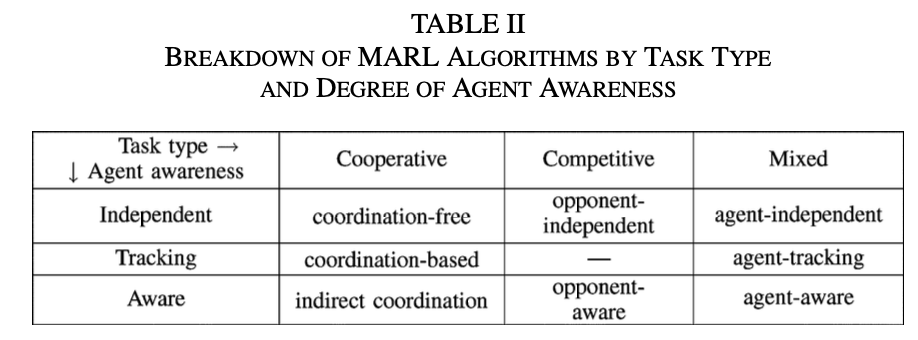 TABLE II
BREAKDOWN OF MARL ALGORITHMS BY TASK TYPE
AND DEGREE OF AGENT AWARENESS
Task type →
↓ Agent awareness
Cooperative
Competitive
Mixed
Independent
coordination-free
opponent-
independent
agent-independent
Tracking
coordination-based
—
agent-tracking
Aware
indirect coordination
opponent-
aware
agent-aware